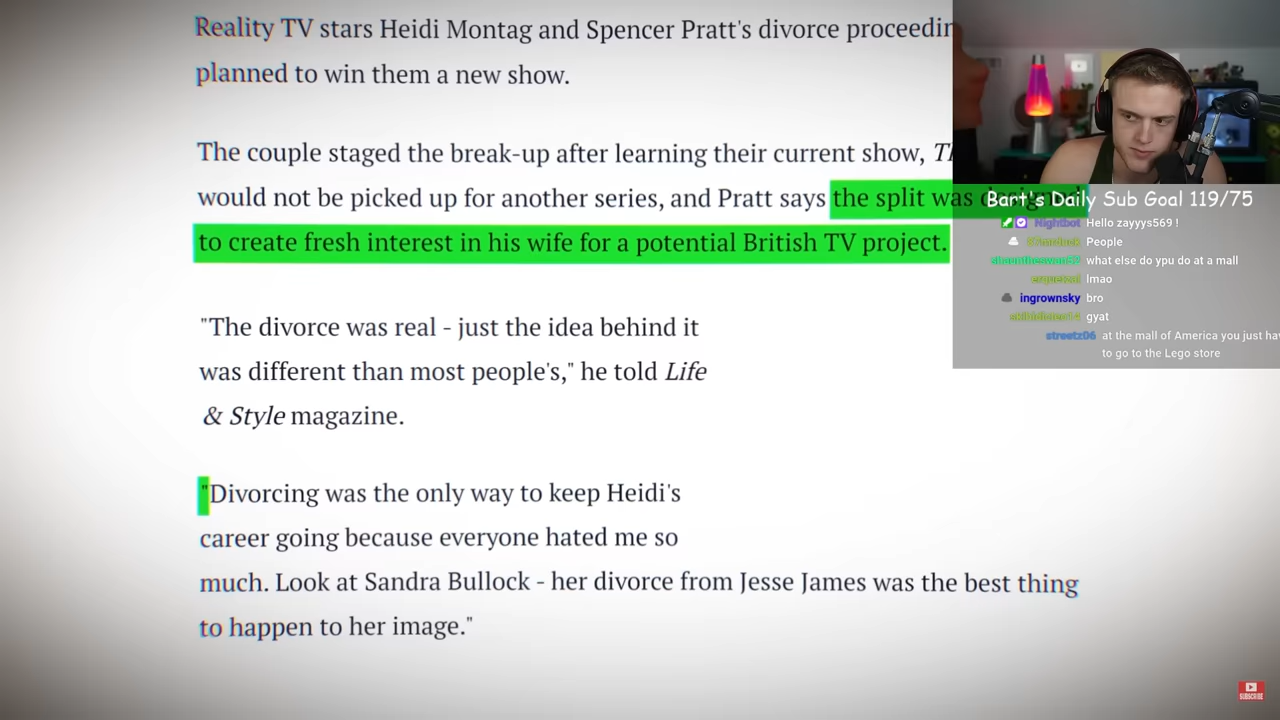 Reality TV stars Heidi Montag and Spencer Pratt's divorce
planned to win them a new show.
The couple staged the break-up after learning their current show,
would not be picked up for another series, and Pratt says the split was
to create fresh interest in his wife for a potential British TV project.
"The divorce was real - just the idea behind it
was different than most people's," he told Life
& Style magazine.
"Divorcing was the only way to keep Heidi's
career going because everyone hated me so
much. Look at Sandra Bullock - her divorce from Jesse James was the best thing
to happen to her image."
Bart's Daily Sub Goal 119/75
Nightbot Hello zayyys569 !
People
shauntheswan52 what else do ypu do at a mall
lmao
ingrownsky bro
gyat
streetz06 at the mall of America you just
to go to the Lego store
SUBSCRIBE